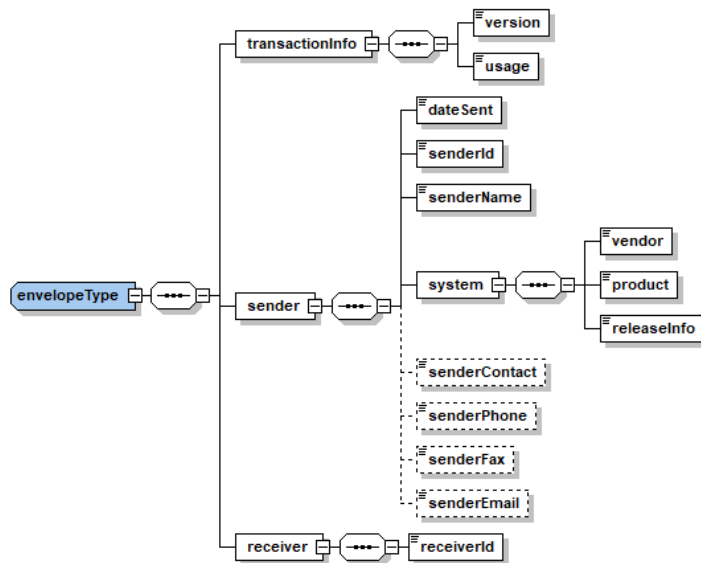 version
transactionInfo
usage
dateSent
senderId
senderName
vendor
envelopeType
system
product
sender
releaseInfo
senderContact
senderPhone
senderFax
senderEmail
receiver
receiverId